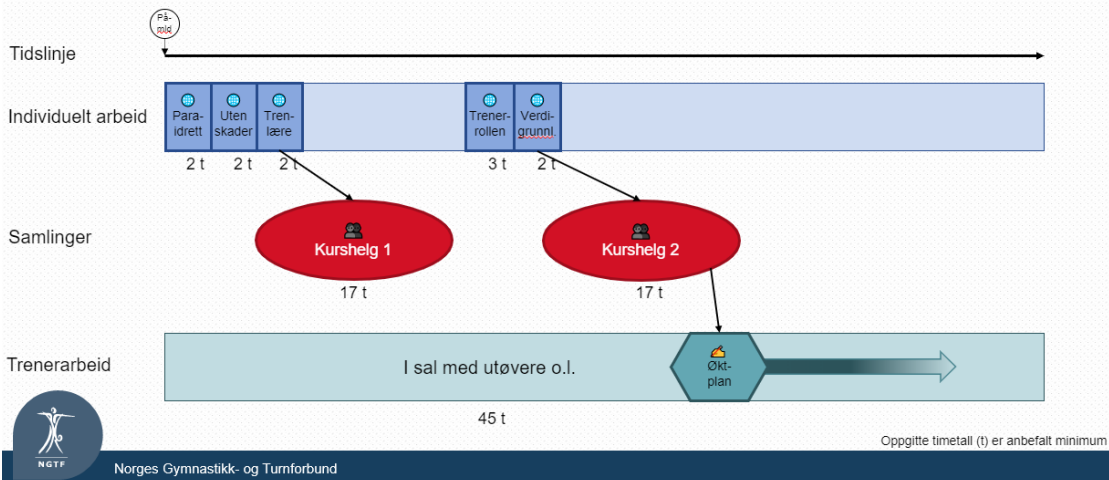 På-
mld
Tidslinje
Individuelt arbeid
Para-
idrett
Uten
skader
Tren-
lære
Trener-
rollen
Verdi-
grunnl.
2 t
2 t
2 t
3 t
2 t
Samlinger
Kurshelg 1
Kurshelg 2
17 t
17 t
Trenerarbeid
I sal med utøvere o.l.
Økt-
plan
45 t
Oppgitte timetall (t) er anbefalt minimum
NGTF
Norges Gymnastikk- og Turnforbund